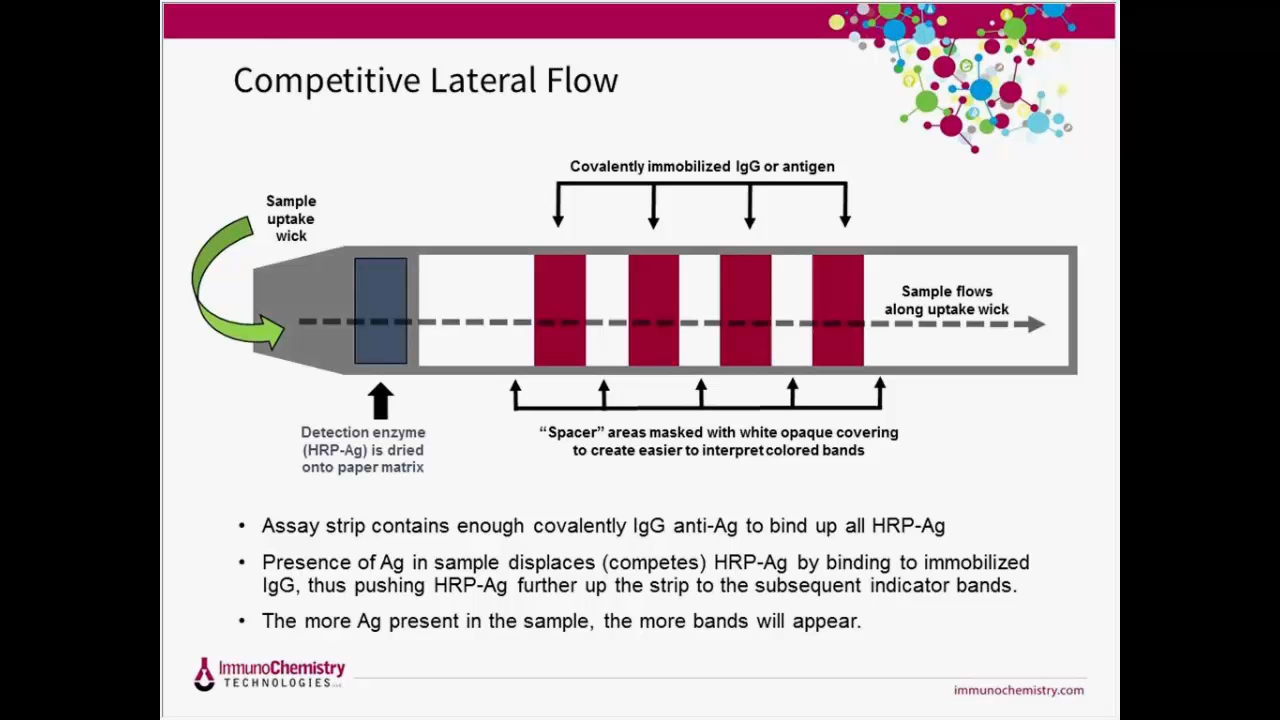 Competitive Lateral Flow
Covalently immobilized IgG or antigen
Sample
uptake
wick
Sample flows
along uptake wick
Detection enzyme
(HRP-Ag) is dried
onto paper matrix
“Spacer” areas masked with white opaque covering
to create easier to interpret colored bands
• Assay strip contains enough covalently IgG anti-Ag to bind up all HRP-Ag
• Presence of Ag in sample displaces (competes) HRP-Ag by binding to immobilized
IgG, thus pushing HRP-Ag further up the strip to the subsequent indicator bands.
• The more Ag present in the sample, the more bands will appear.
ImmunoChemistry
TECHNOLOGIES
immunochemistry.com